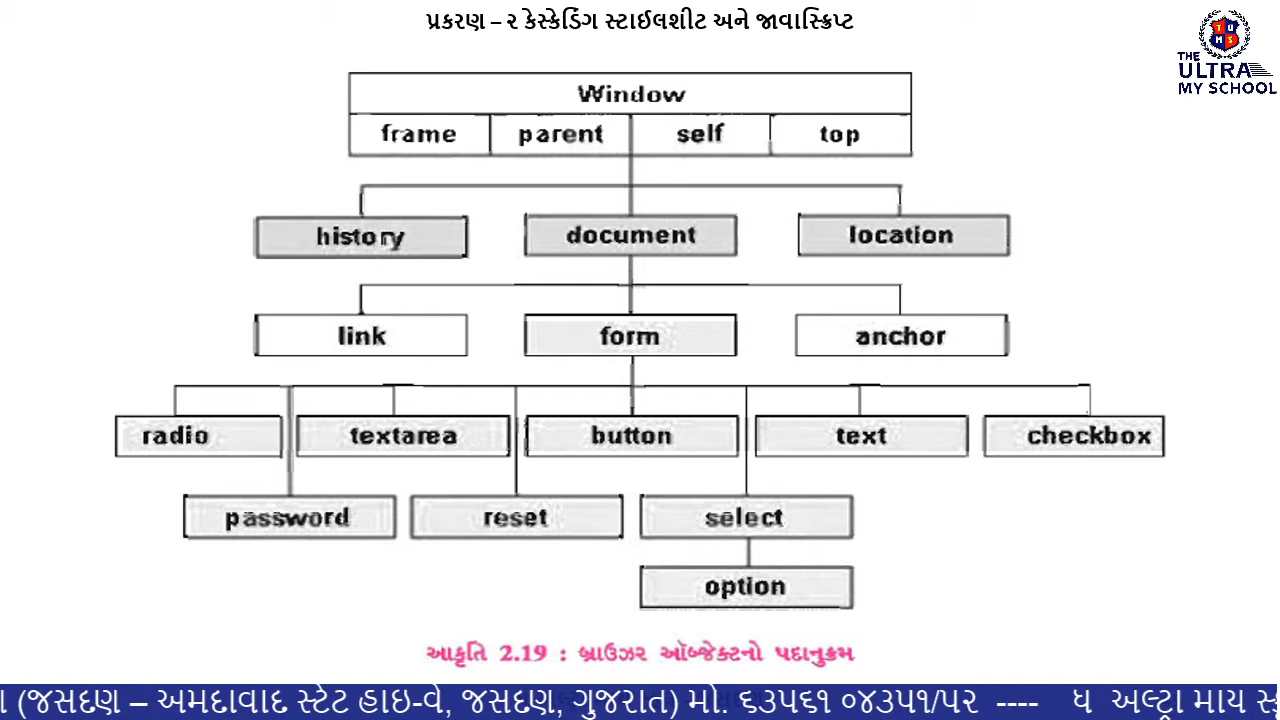 પ્રકરણ – ૨ કેસ્કેડિંગ સ્ટાઈલશીટ અને જાવાસ્ક્રિપ્ટ
TUMS
THE
ULTRA
MY SCHOOL
Window
frame parent self top
history document location
link form anchor
radio textarea button text checkbox
password reset select
option
આકૃતિ 2.19 : બ્રાઉઝર ઑબ્જેક્ટનો પદાનુક્રમ
(જસદણ – અમદાવાદ સ્ટેટ હાઇ-વે, જસદણ, ગુજરાત) મો. ૬૩૫૬૧ ૦૪૩૫૧/૫૨ ---- ધ અલ્ટ્રા માય